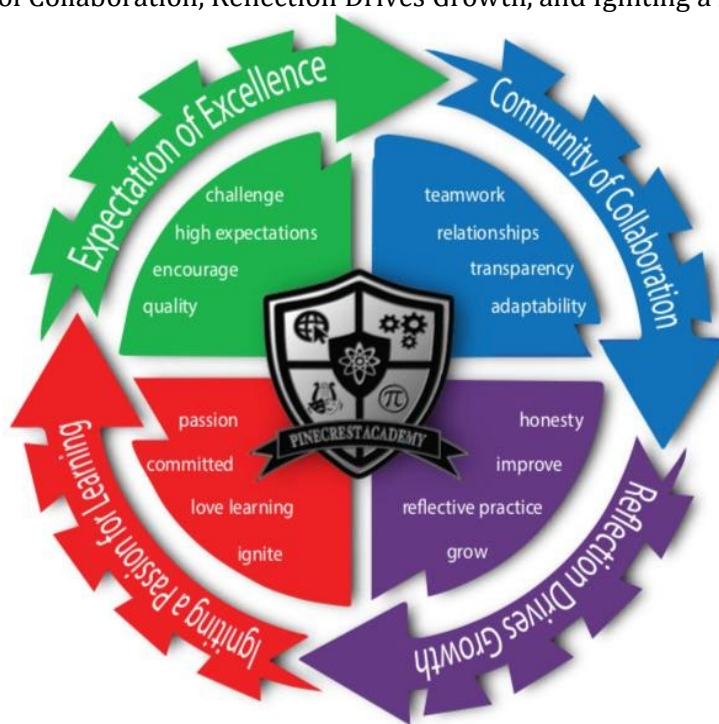 of Collaboration, Reflection Drives Growth, and Igniting a
Expectation of Excellence
challenge
high expectations
encourage
quality
Community of Collaboration
teamwork
relationships
transparency
adaptability
PINECREST ACADEMY
π
Igniting a Passion for Learning
passion
committed
love learning
ignite
Reflection Drives Growth
honesty
improve
reflective practice
grow